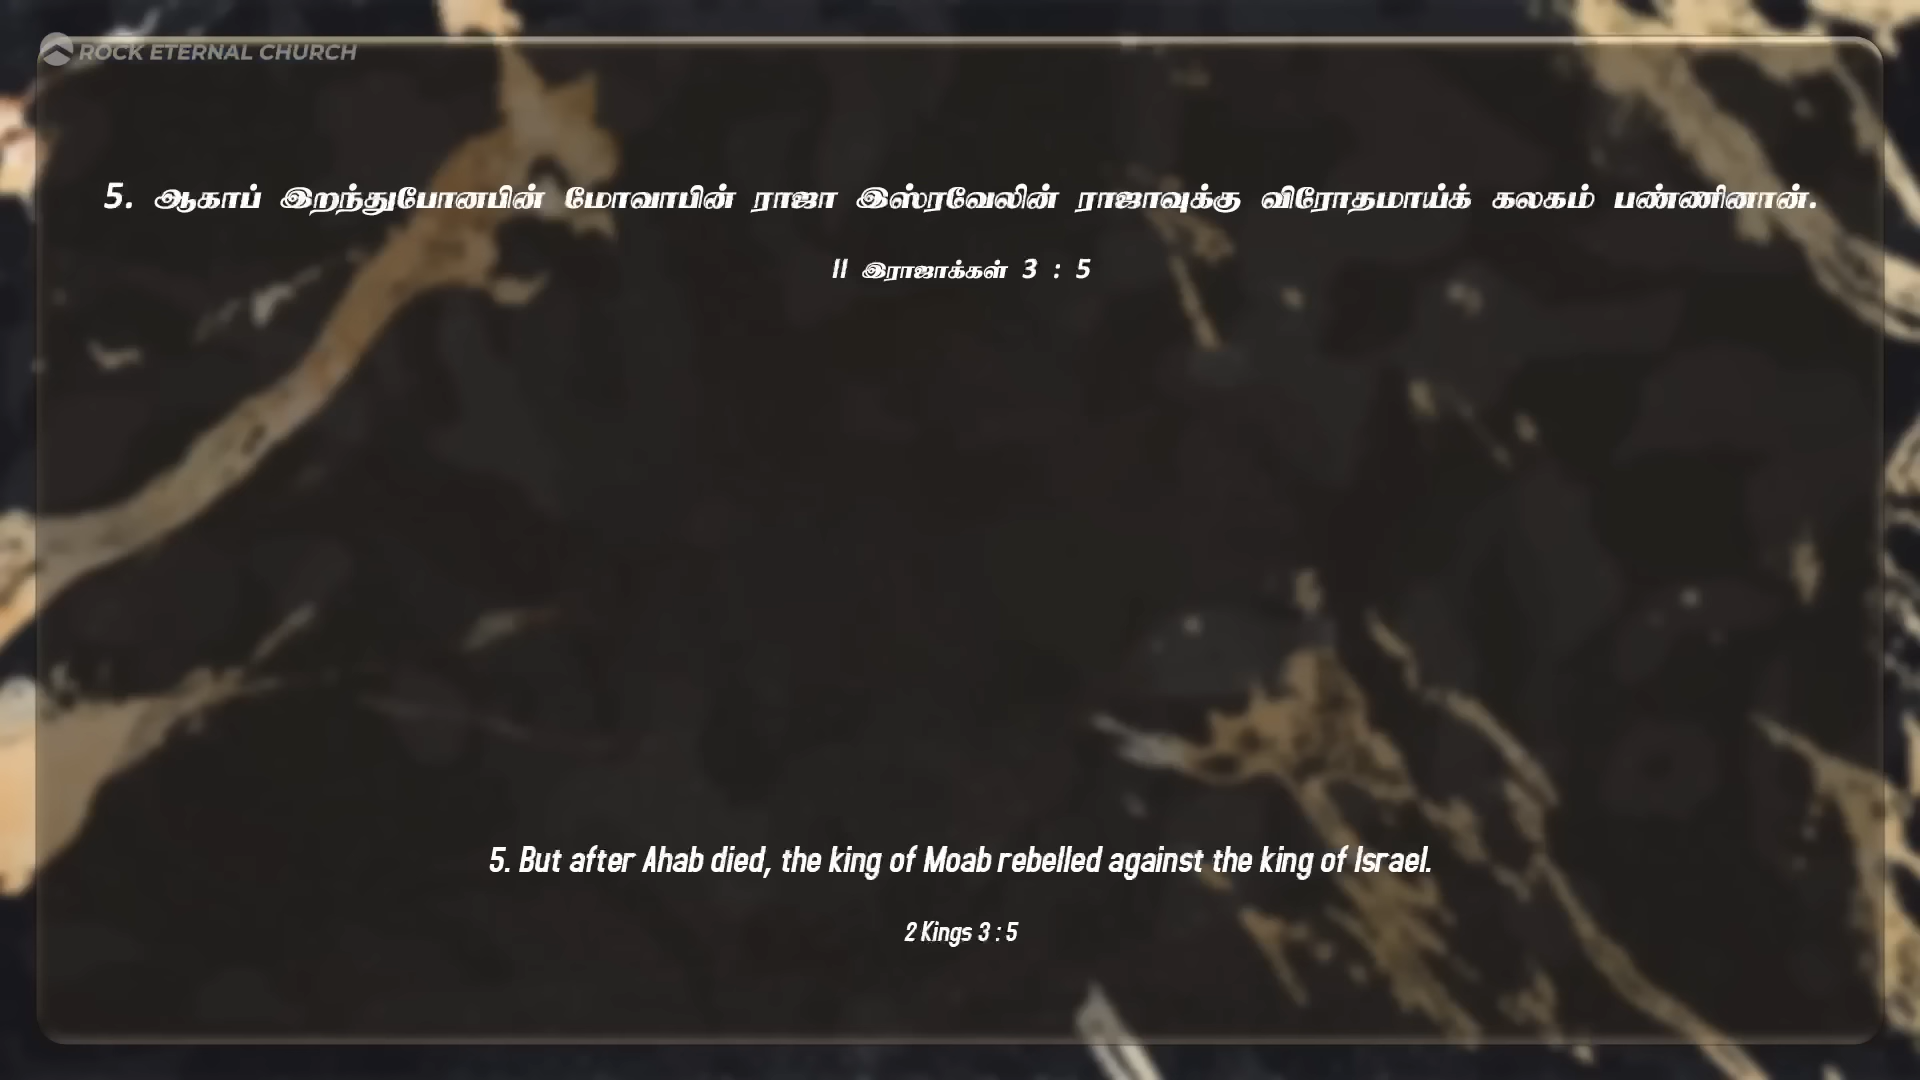 ROCK ETERNAL CHURCH
5. ஆகாப் இறந்துபோனபின் மோவாபின் ராஜா இஸ்ரவேலின் ராஜாவுக்கு விரோதமாய்க் கலகம் பண்ணினான்.
II இராஜாக்கள் 3 : 5
5. But after Ahab died, the king of Moab rebelled against the king of Israel.
2 Kings 3 : 5